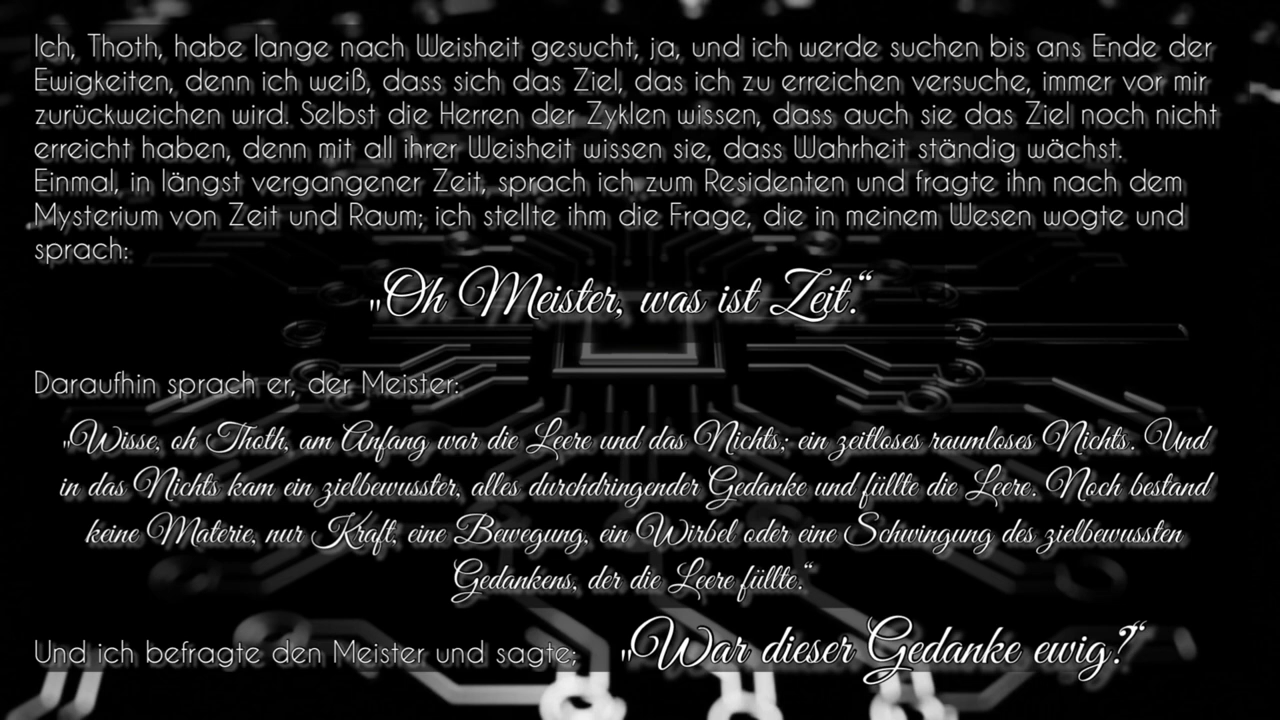 Ich, Thoth, habe lange nach Weisheit gesucht, ja, und ich werde suchen bis ans Ende der
Ewigkeiten, denn ich weiß, dass sich das Ziel, das ich zu erreichen versuche, immer vor mir
zurückweichen wird. Selbst die Herren der Zyklen wissen, dass auch sie das Ziel noch nicht
erreicht haben, denn mit all ihrer Weisheit wissen sie, dass Wahrheit ständig wächst.
Einmal, in längst vergangener Zeit, sprach ich zum Residenten und fragte ihn nach dem
Mysterium von Zeit und Raum; ich stellte ihm die Frage, die in meinem Wesen wogte und
sprach:
„Oh Meister, was ist Zeit.“
Daraufhin sprach er, der Meister:
„Wisse, oh Thoth, am Anfang war die Leere und das Nichts; ein zeitloses raumloses Nichts. Und
in das Nichts kam ein zielbewusster, alles durchdringender Gedanke und füllte die Leere. Noch bestand
keine Materie, nur Kraft, eine Bewegung, ein Wirbel oder eine Schwingung des zielbewussten
Gedankens, der die Leere füllte.“
Und ich befragte den Meister und sagte; „War dieser Gedanke ewig?“